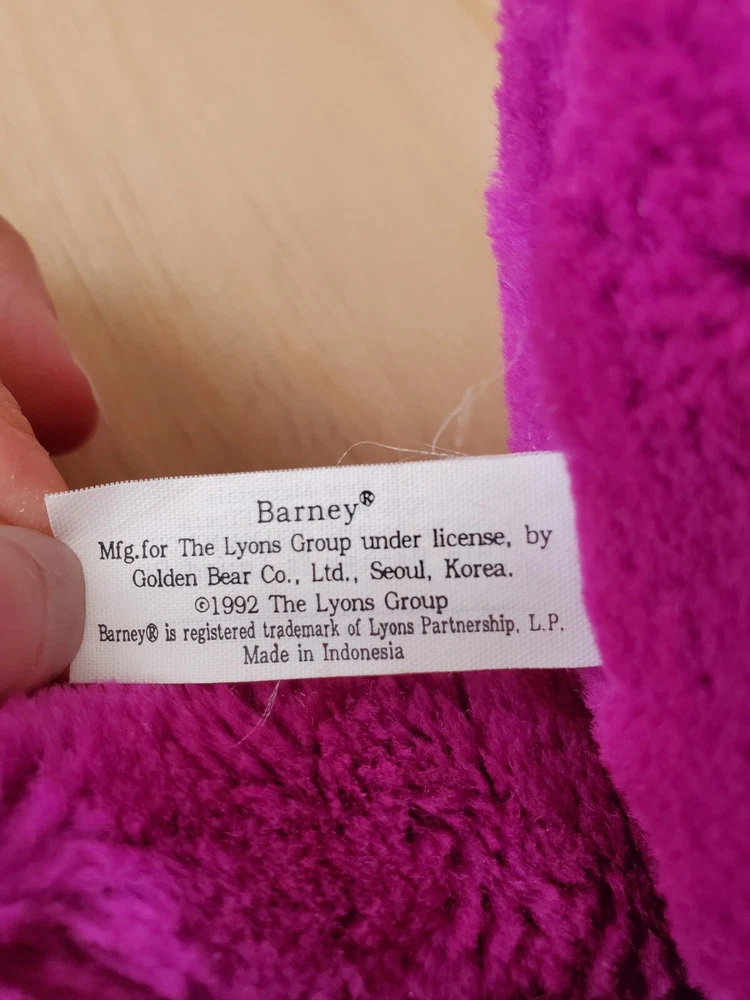 Barney®
Mfg.for The Lyons Group under license, by
Golden Bear Co., Ltd., Seoul, Korea.
©1992 The Lyons Group
Barney® is registered trademark of Lyons Partnership, L.P.
Made in Indonesia